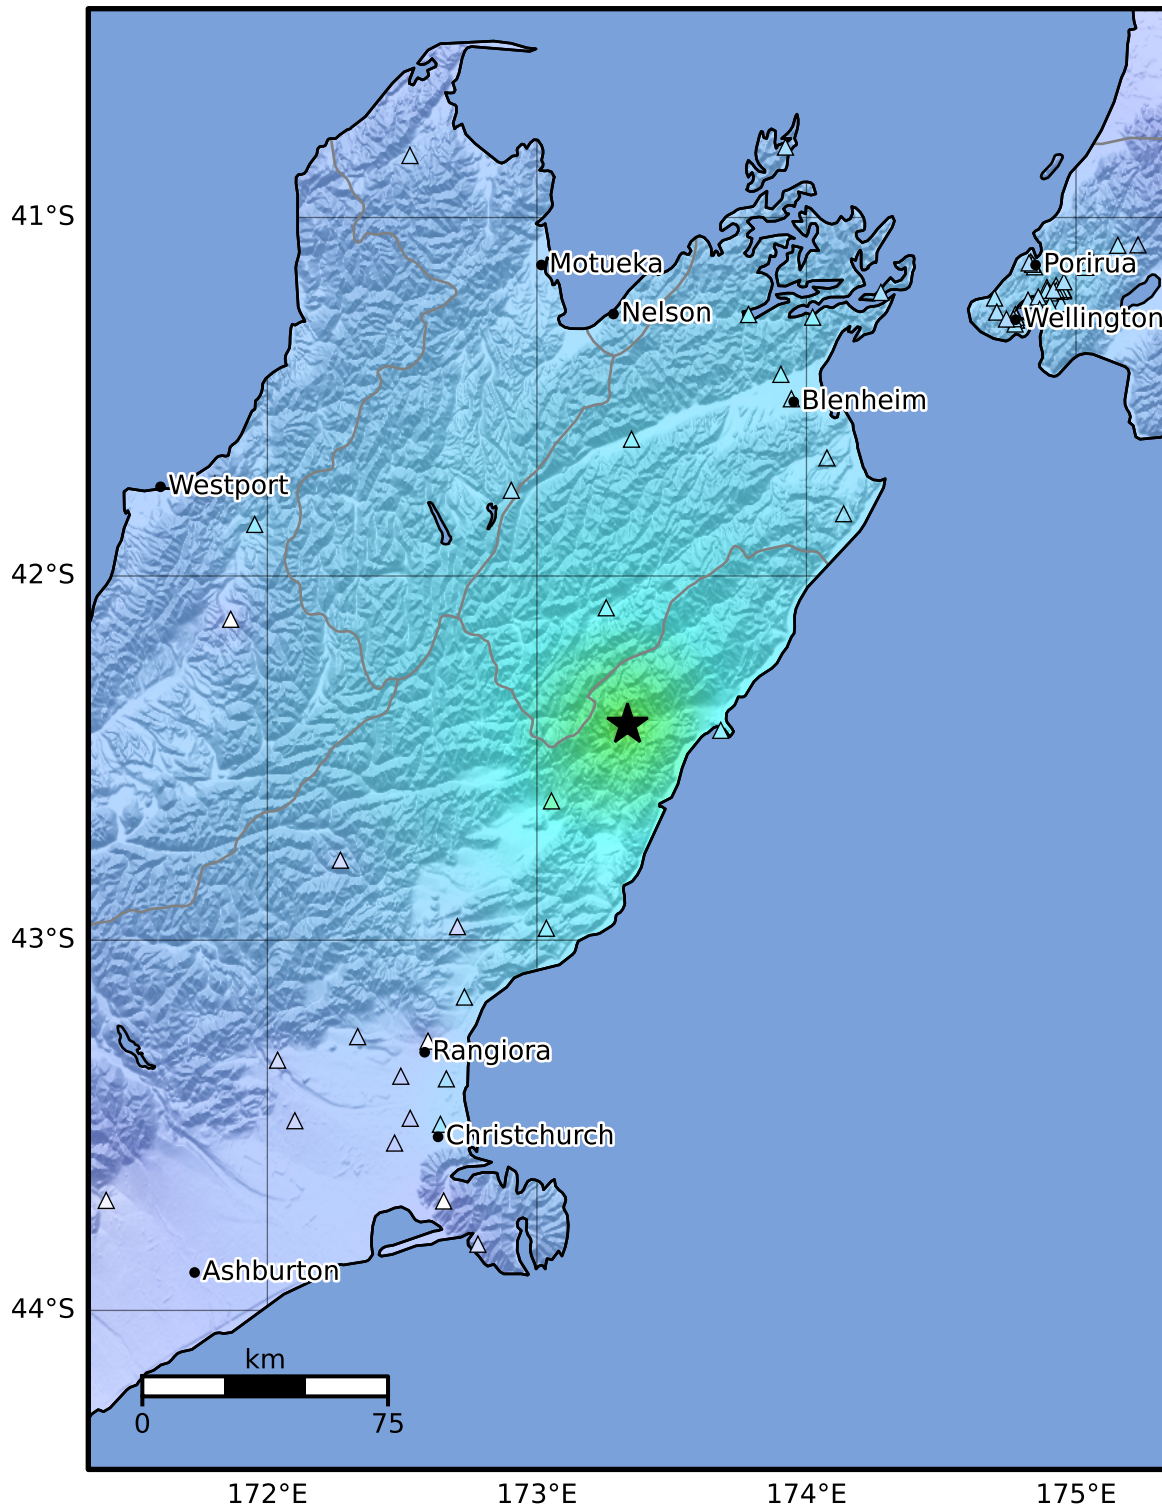 41°S
Motueka
Porirua
Nelson
Wellington
Blenheim
Westport
42°S
43°S
Rangiora
Christchurch
Ashburton
44°S
km
0 75
172°E 173°E 174°E 175°E